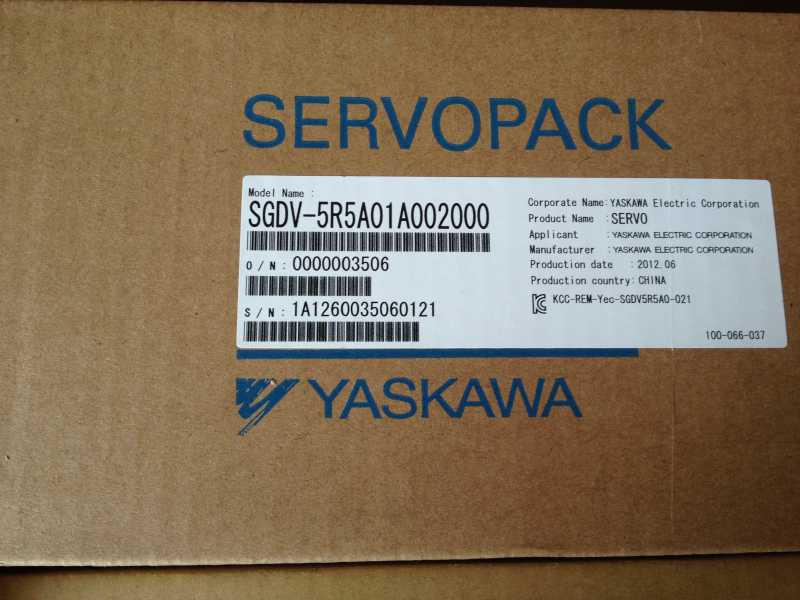 SERVOPACK
Model Name :
SGDV-5R5A01A002000
O/N: 0000003506
S/N: 1A1260035060121
Corporate Name: YASKAWA Electric Corporation
Product Name : SERVO
Applicant : YASKAWA ELECTRIC CORPORATION
Manufacturer : YASKAWA ELECTRIC CORPORATION
Production date : 2012.06
Production country: CHINA
KCC-REM-Yec-SGDV5R5A0-021
100-066-037
YASKAWA